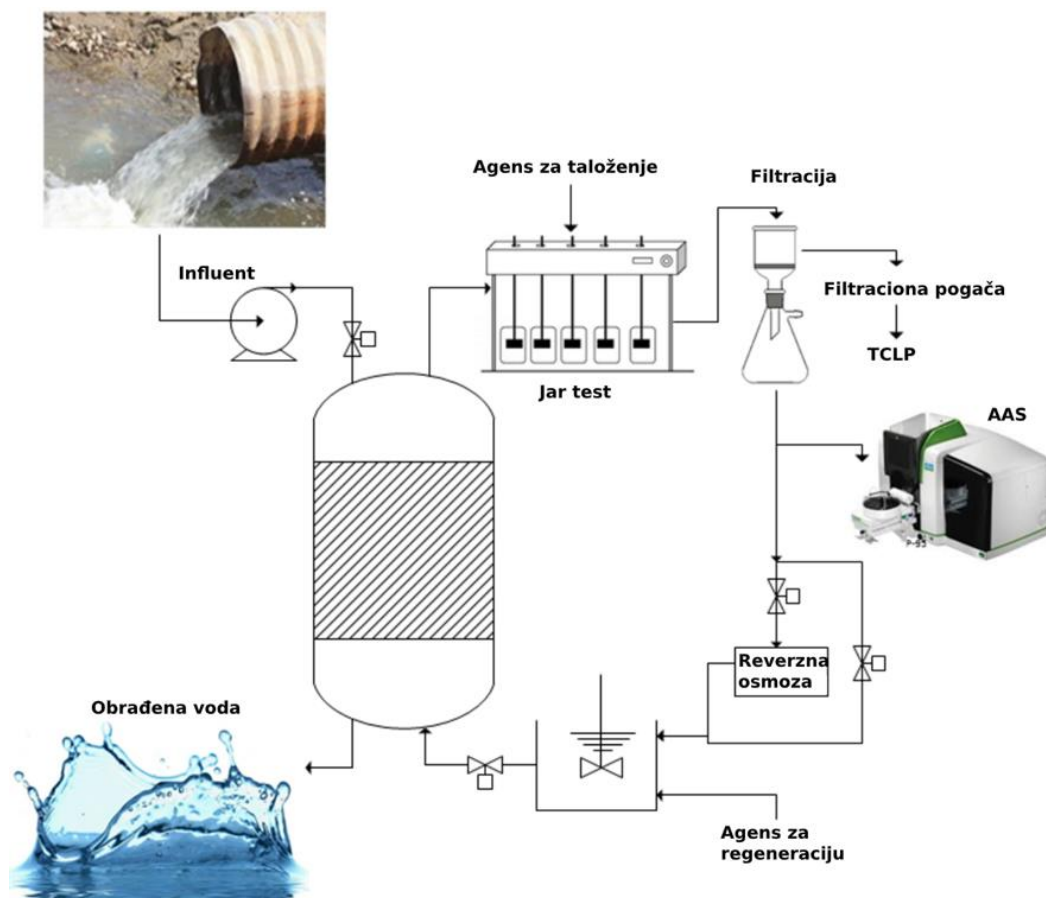 Agens za taloženje
Filtracija
Influent
Filtraciona pogača
TCLP
Jar test
AAS
Reverzna
osmoza
Obrađena voda
Agens za
regeneraciju